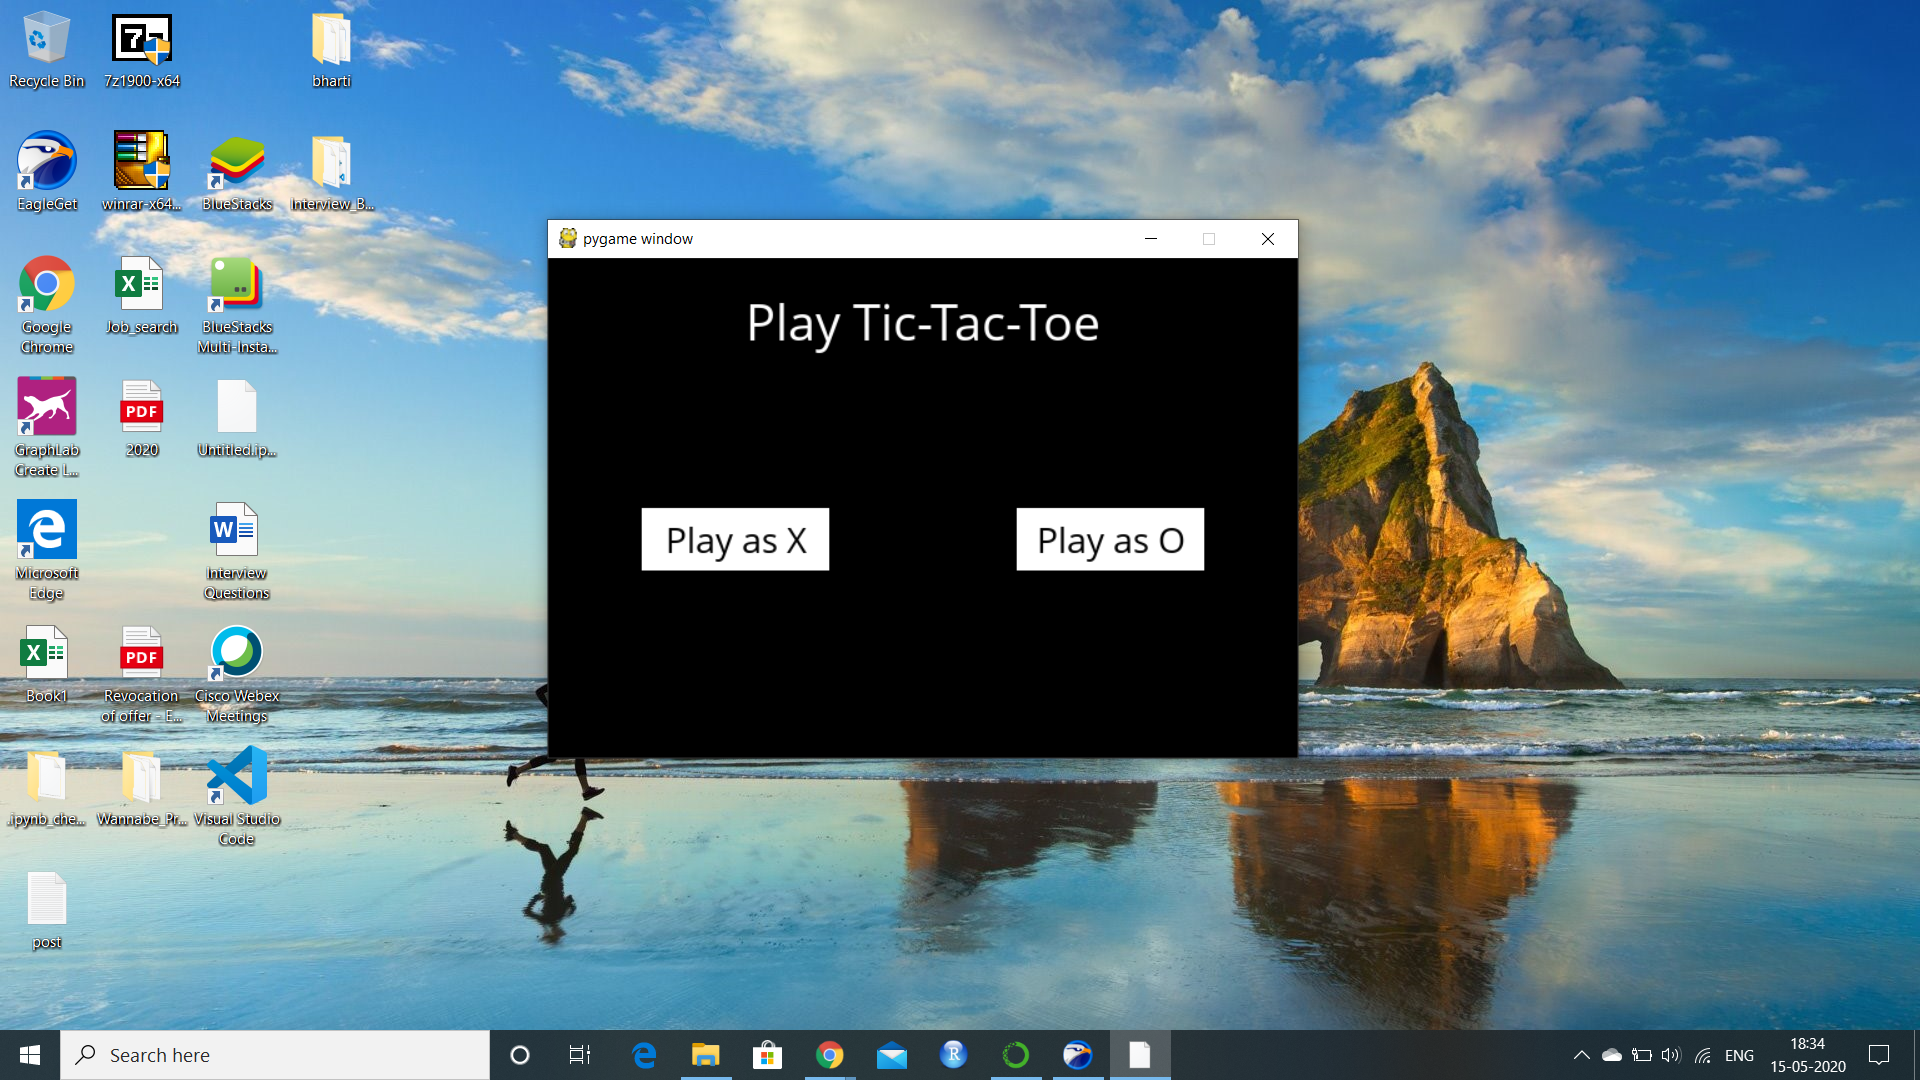 Recycle Bin
7z1900-x64
bharti
EagleGet
winrar-x64...
BlueStacks
Interview_B...
Google
Chrome
Job_search
BlueStacks
Multi-Insta...
GraphLab
Create L...
PDF
2020
Untitled.ip...
Microsoft
Edge
Interview
Questions
Book1
PDF
Revocation
of offer - E...
Cisco Webex
Meetings
.ipynb_che...
Wannabe_Pr...
Visual Studio
Code
post
pygame window
Play Tic-Tac-Toe
Play as X
Play as O
Search here
ENG
18:34
15-05-2020